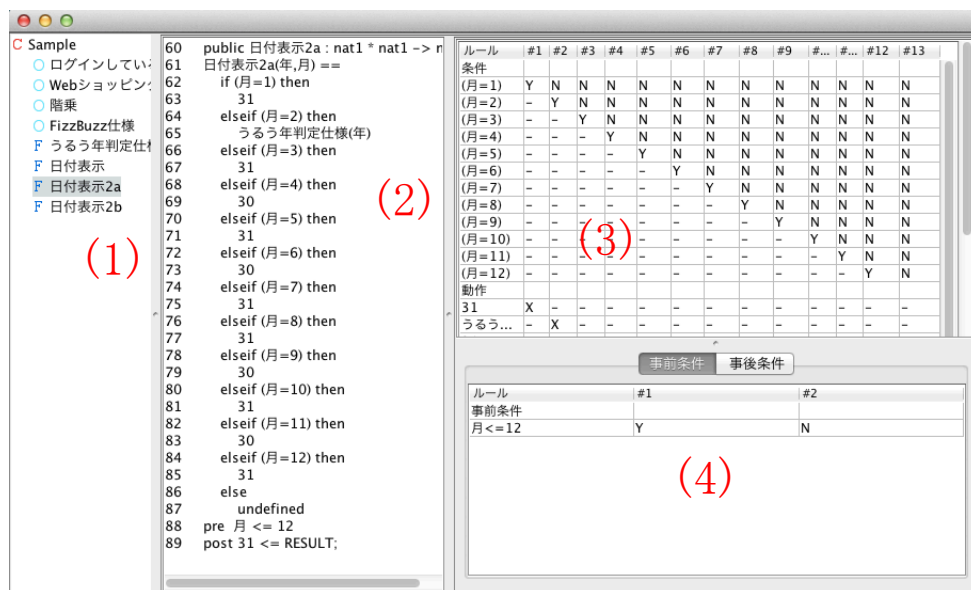 C Sample
ログインしてい
Webショッピン
階乗
FizzBuzz仕様
F うるう年判定仕
F 日付表示
F 日付表示2a
F 日付表示2b
(1)
60 public 日付表示2a : nat1 * nat1 -> n
61 日付表示2a(年,月) ==
62 if (月=1) then
63 31
64 elseif (月=2) then
65 うるう年判定仕様(年)
66 elseif (月=3) then
67 31
68 elseif (月=4) then
69 30
70 elseif (月=5) then
71 31
72 elseif (月=6) then
73 30
74 elseif (月=7) then
75 31
76 elseif (月=8) then
77 31
78 elseif (月=9) then
79 30
80 elseif (月=10) then
81 31
82 elseif (月=11) then
83 30
84 elseif (月=12) then
85 31
86 else
87 undefined
88 pre 月 <= 12
89 post 31 <= RESULT;
(2)
ルール #1 #2 #3 #4 #5 #6 #7 #8 #9 #... #... #12 #13
条件
(月=1) Y N N N N N N N N N N N N
(月=2) – Y N N N N N N N N N N N
(月=3) – – Y N N N N N N N N N N
(月=4) – – – Y N N N N N N N N N
(月=5) – – – – Y N N N N N N N N
(月=6) – – – – – Y N N N N N N N
(月=7) – – – – – – Y N N N N N N
(月=8) – – – – – – – Y N N N N N
(月=9) – – – – – – – – Y N N N N
(月=10) – – – – – – – – – Y N N N
(月=11) – – – – – – – – – – Y N N
(月=12) – – – – – – – – – – – Y N
動作
31 X – – – – – – – – – – – –
うるう... – X – – – – – – – – – – –
(3)
事前条件 事後条件
ルール #1 #2
事前条件
月<=12 Y N
(4)